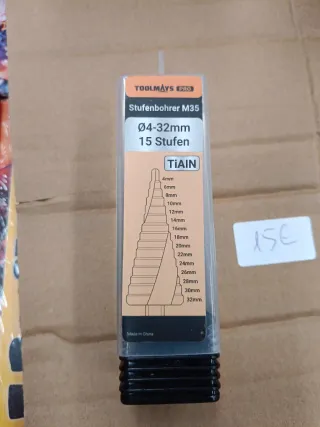 TOOLMAYS PRO
Stufenbohrer M35
Ø4-32mm
15 Stufen
TiAlN
4mm
6mm
8mm
10mm
12mm
14mm
16mm
18mm
20mm
22mm
24mm
26mm
28mm
30mm
32mm
Made in China
15€